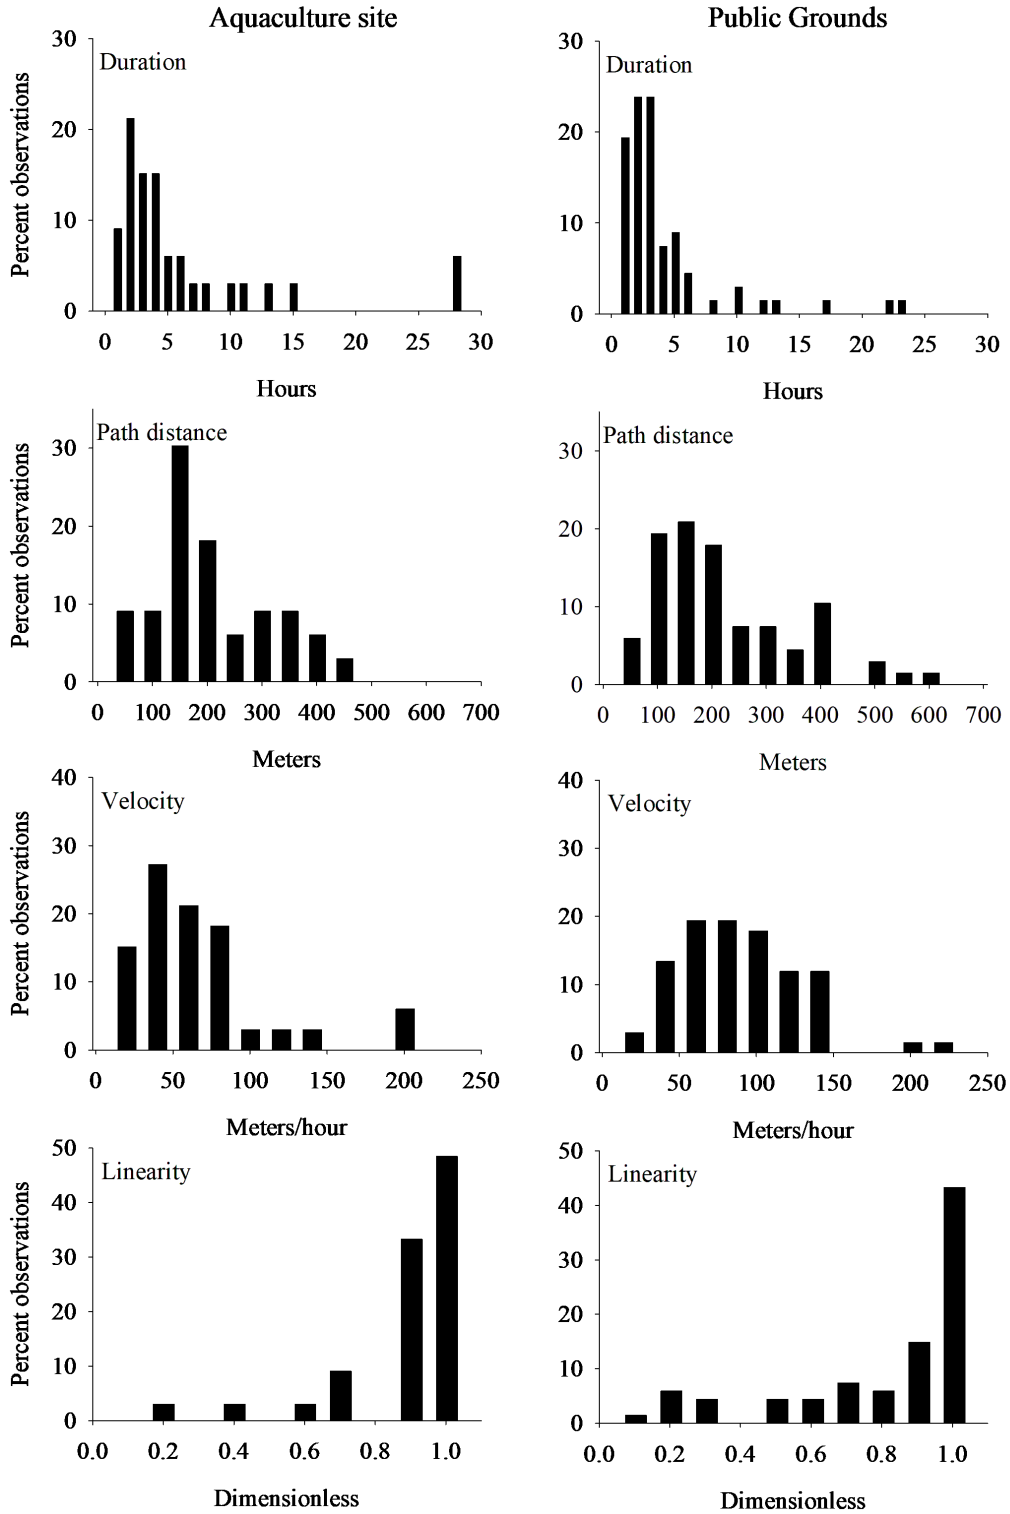 Aquaculture site
Public Grounds
30
20
10
0
Percent observations
Duration
0 5 10 15 20 25 30
Hours
30
20
10
0
Duration
0 5 10 15 20 25 30
Hours
30
20
10
0
Percent observations
Path distance
0 100 200 300 400 500 600 700
Meters
30
20
10
0
Path distance
0 100 200 300 400 500 600 700
Meters
40
30
20
10
0
Percent observations
Velocity
0 50 100 150 200 250
Meters/hour
40
30
20
10
0
Velocity
0 50 100 150 200 250
Meters/hour
50
40
30
20
10
0
Percent observations
Linearity
0.0 0.2 0.4 0.6 0.8 1.0
Dimensionless
50
40
30
20
10
0
Linearity
0.0 0.2 0.4 0.6 0.8 1.0
Dimensionless